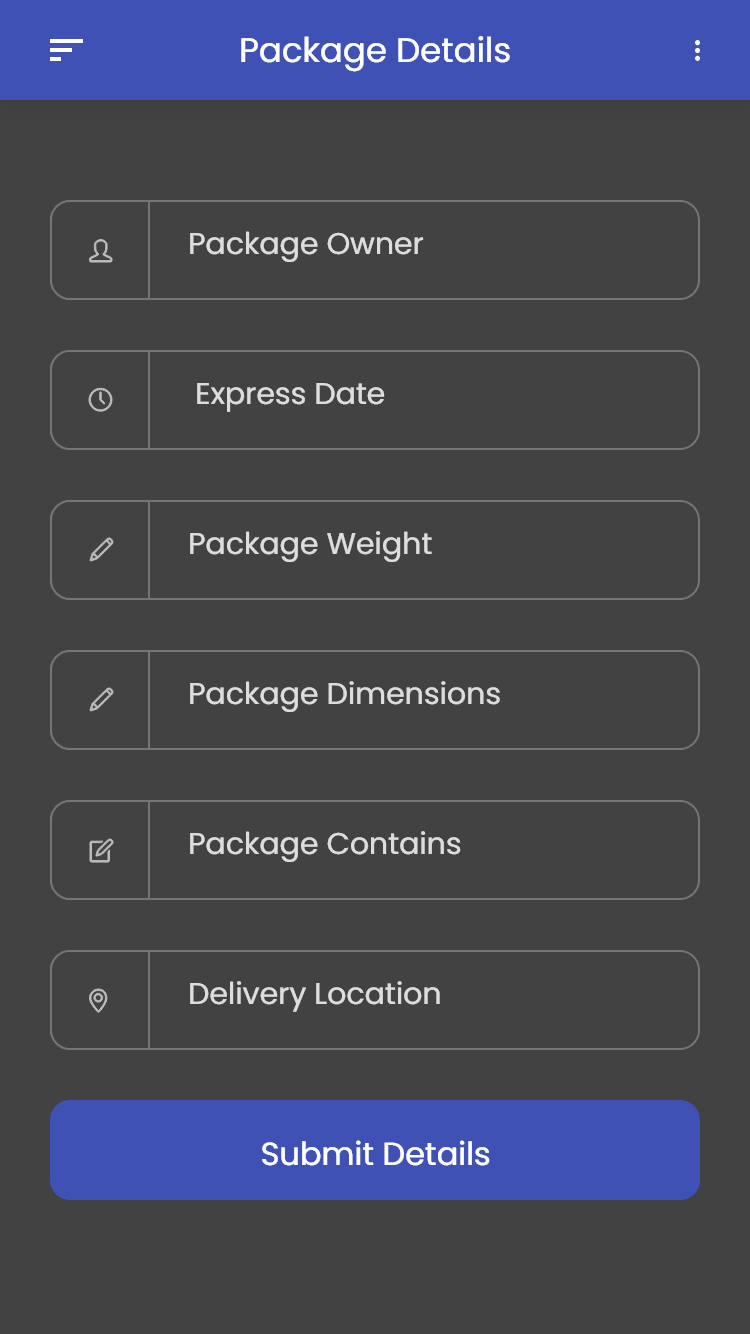 Package Details
Package Owner
Express Date
Package Weight
Package Dimensions
Package Contains
Delivery Location
Submit Details